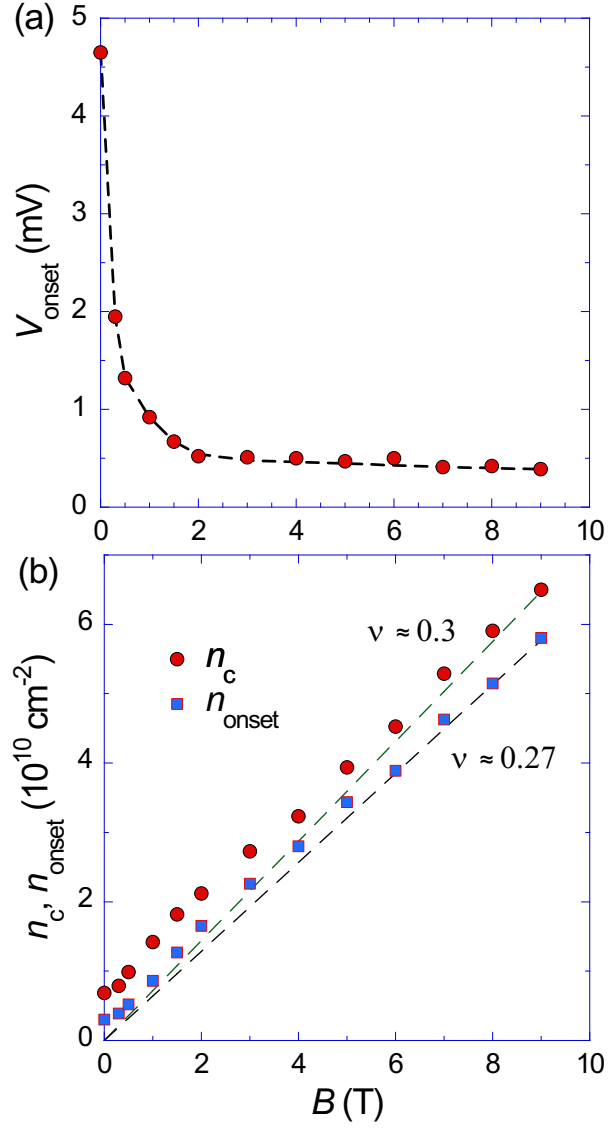 (a)
5
4
3
2
1
0
V_onset (mV)
0 2 4 6 8 10
(b)
6
4
2
0
n_c, n_onset (10^10 cm^-2)
ν ≈ 0.3
n_c
n_onset
ν ≈ 0.27
0 2 4 6 8 10
B (T)